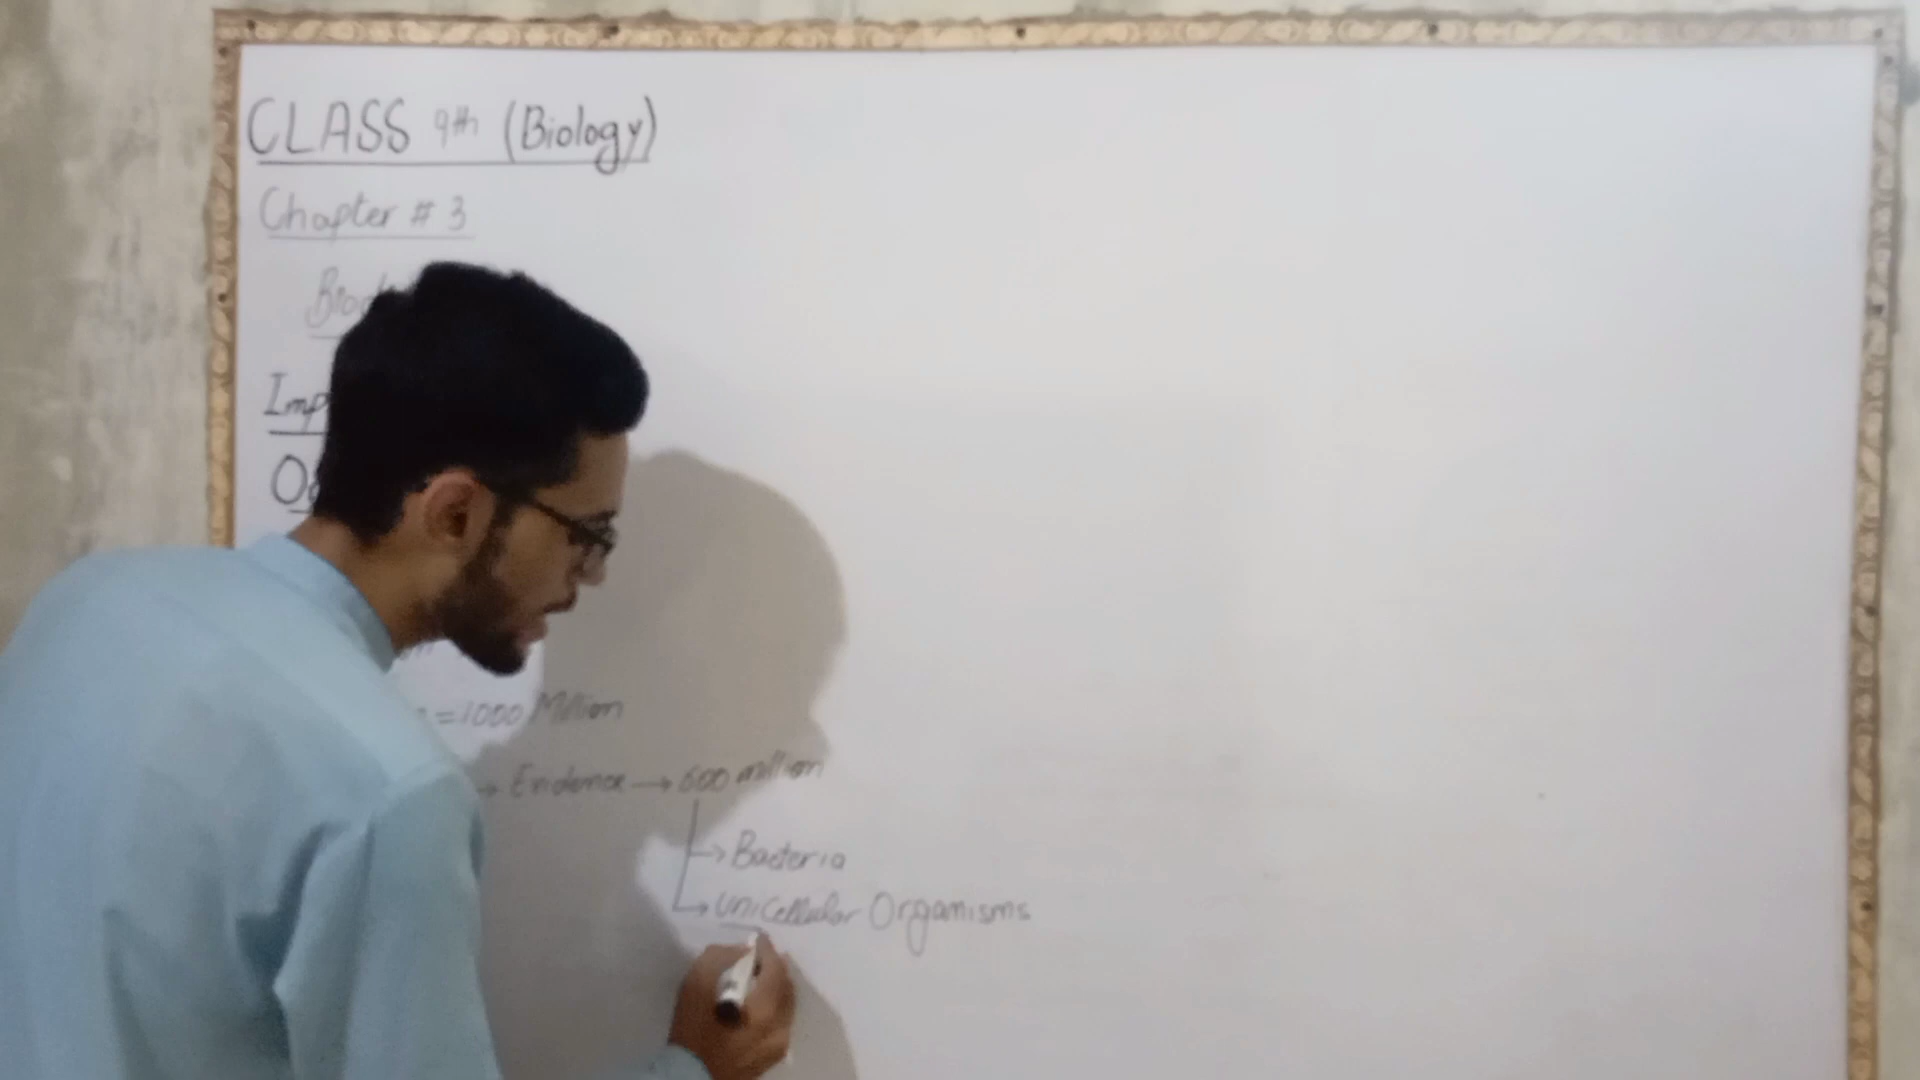 CLASS 9th (Biology)
Chapter # 3
= 1000 Million
→ Evidence → 600 million
→ Bacteria
→ Unicellular Organisms